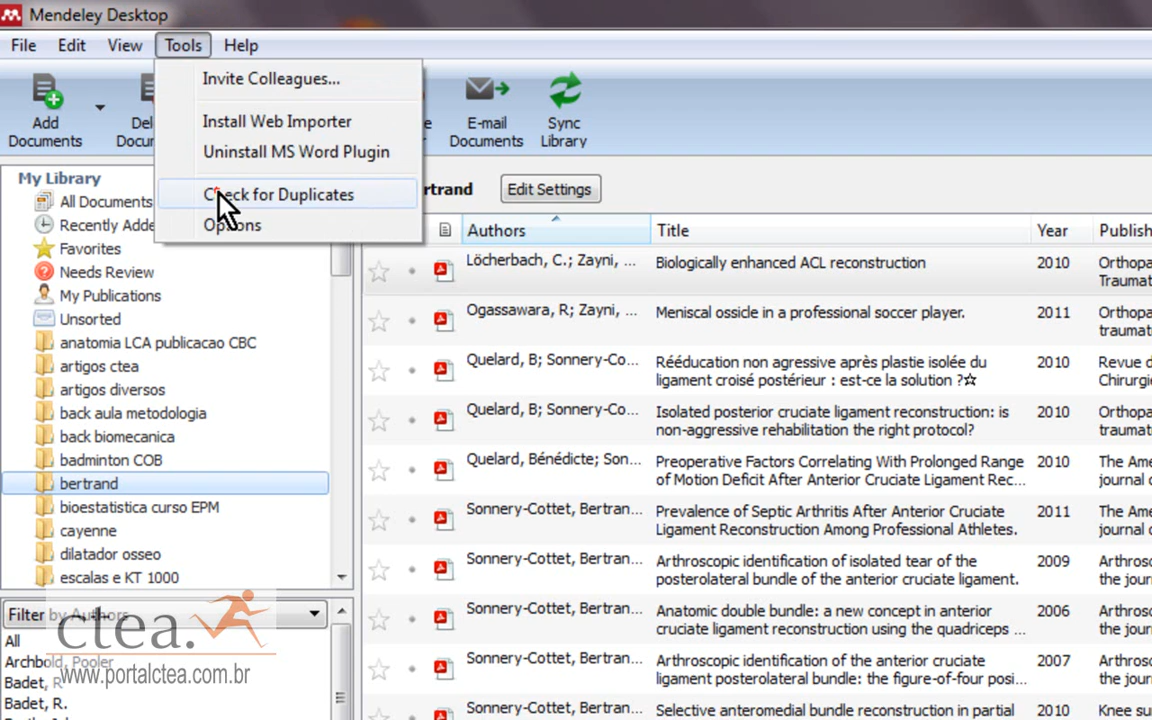 Mendeley Desktop
File Edit View Tools Help
Invite Colleagues...
Install Web Importer
Uninstall MS Word Plugin
Check for Duplicates
Options
Add
Documents
E-mail
Documents
Sync
Library
Edit Settings
My Library
All Documents
Recently Adde
Favorites
Needs Review
My Publications
Unsorted
anatomia LCA publicacao CBC
artigos ctea
artigos diversos
back aula metodologia
back biomecanica
badminton COB
bertrand
bioestatistica curso EPM
cayenne
dilatador osseo
escalas e KT 1000
Filter by Authors
All
Archbold, Pooler
Badet, R
Badet, R.
ctea.
www.portalctea.com.br
Authors Title Year Publish
Löcherbach, C.; Zayni, ... Biologically enhanced ACL reconstruction 2010 Orthopa
Traumat
Ogassawara, R; Zayni, ... Meniscal ossicle in a professional soccer player. 2011 Orthopa
traumat
Quelard, B; Sonnery-Co... Rééducation non agressive après plastie isolée du 2010 Revue d
ligament croisé postérieur : est-ce la solution ?☆ Chirurgi
Quelard, B; Sonnery-Co... Isolated posterior cruciate ligament reconstruction: is 2010 Orthopa
non-aggressive rehabilitation the right protocol? traumat
Quelard, Bénédicte; Son... Preoperative Factors Correlating With Prolonged Range 2010 The Ame
of Motion Deficit After Anterior Cruciate Ligament Rec... journal o
Sonnery-Cottet, Bertran... Prevalence of Septic Arthritis After Anterior Cruciate 2011 The Ame
Ligament Reconstruction Among Professional Athletes. journal o
Sonnery-Cottet, Bertran... Arthroscopic identification of isolated tear of the 2009 Arthrosc
posterolateral bundle of the anterior cruciate ligament. the jour
Sonnery-Cottet, Bertran... Anatomic double bundle: a new concept in anterior 2006 Arthrosc
cruciate ligament reconstruction using the quadriceps ... the jour
Sonnery-Cottet, Bertran... Arthroscopic identification of the anterior cruciate 2007 Arthrosc
ligament posterolateral bundle: the figure-of-four posi... the jour
Sonnery-Cottet, Bertran... Selective anteromedial bundle reconstruction in partial 2010 Knee su